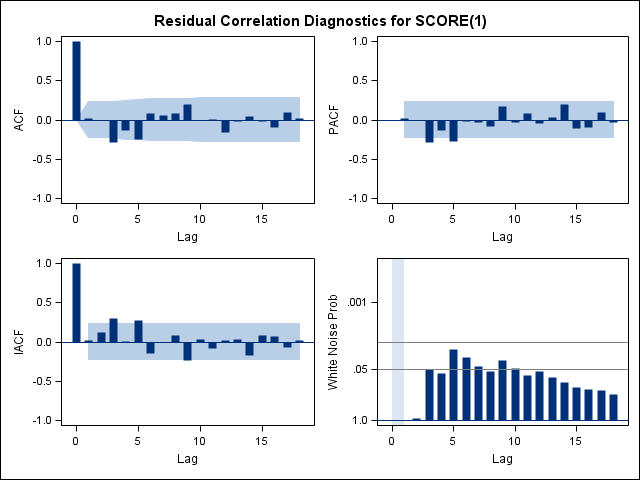 Residual Correlation Diagnostics for SCORE(1)
1.0
0.5
0.0
-0.5
-1.0
ACF
0 5 10 15
Lag
1.0
0.5
0.0
-0.5
-1.0
PACF
0 5 10 15
Lag
1.0
0.5
0.0
-0.5
-1.0
IACF
0 5 10 15
Lag
.001
.05
1.0
White Noise Prob
0 5 10 15
Lag